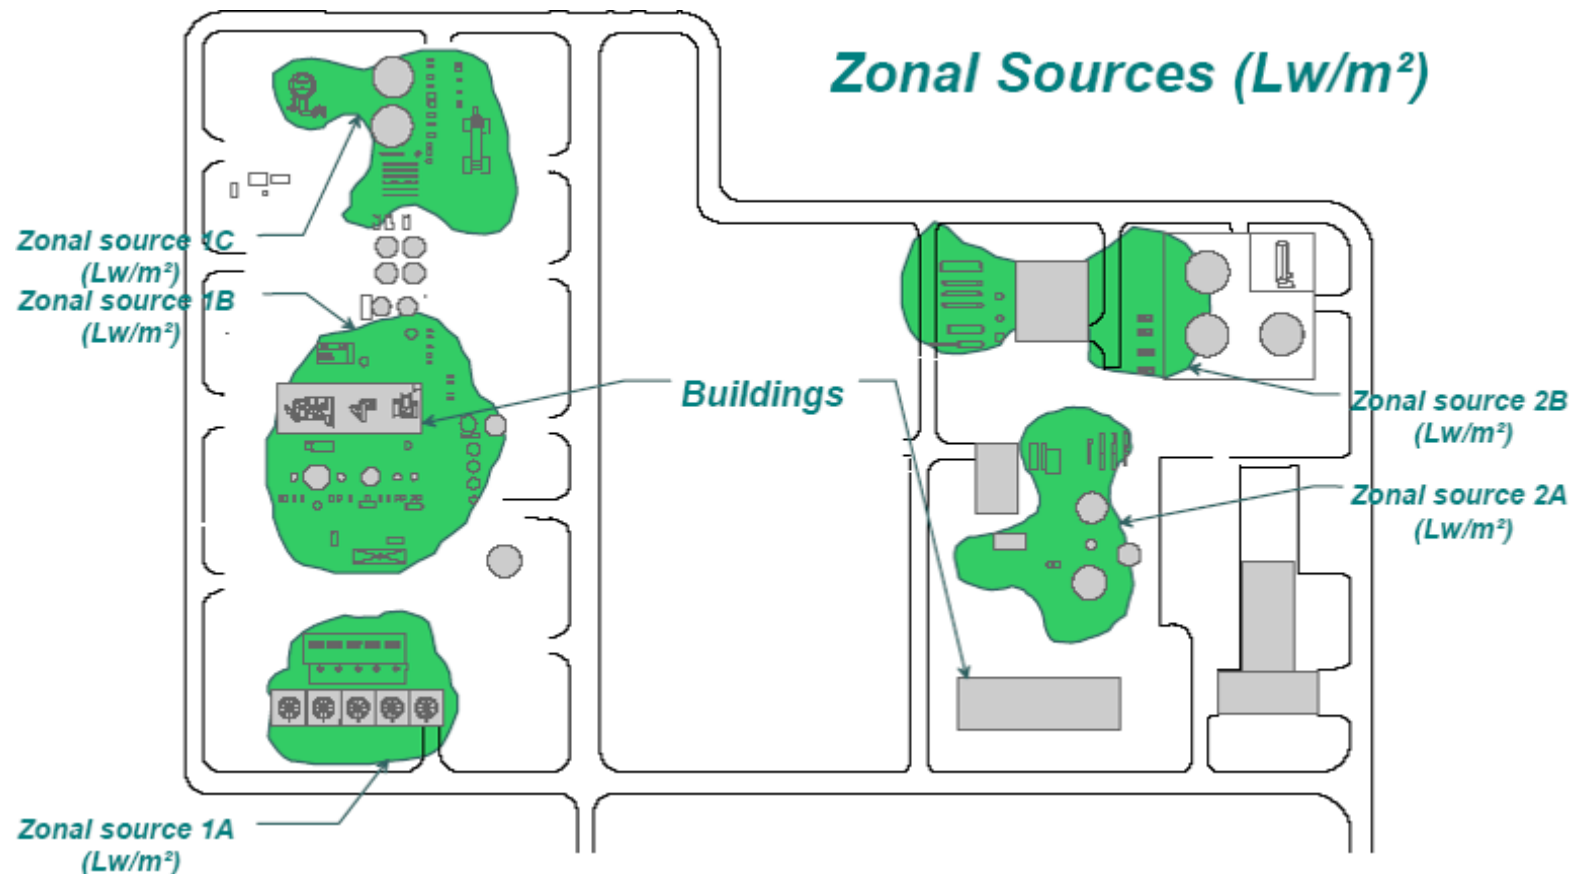 Zonal Sources (Lw/m²)
Zonal source 1C
(Lw/m²)
Zonal source 1B
(Lw/m²)
Buildings
Zonal source 2B
(Lw/m²)
Zonal source 2A
(Lw/m²)
Zonal source 1A
(Lw/m²)